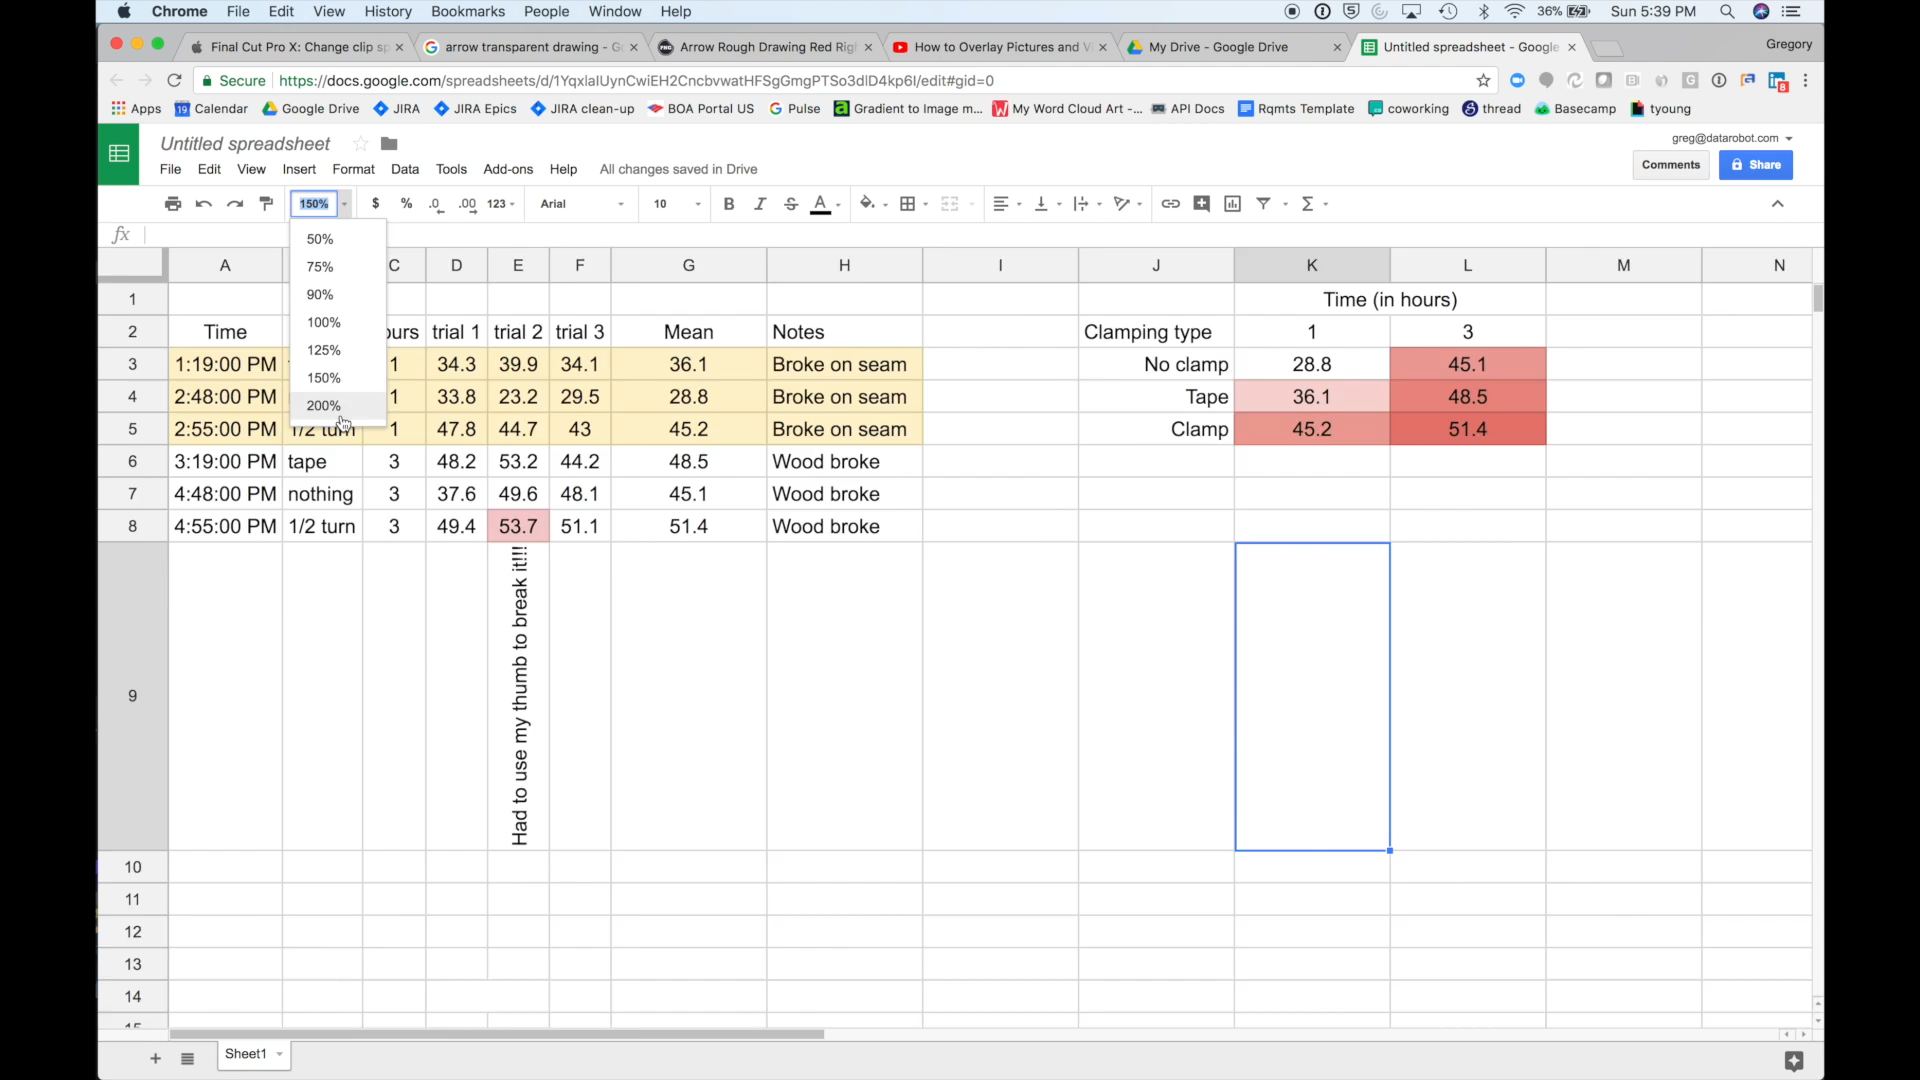 Chrome File Edit View History Bookmarks People Window Help 36% Sun 5:39 PM
Final Cut Pro X: Change clip sp arrow transparent drawing - Go Arrow Rough Drawing Red Rig How to Overlay Pictures and Vi My Drive - Google Drive Untitled spreadsheet - Google Gregory
Secure https://docs.google.com/spreadsheets/d/1YqxlaIUynCwiEH2CncbvwatHFSgGmgPTSo3dlD4kp6I/edit#gid=0
Apps Calendar Google Drive JIRA JIRA Epics JIRA clean-up BOA Portal US Pulse Gradient to Image m... My Word Cloud Art -... API Docs Rqmts Template coworking thread Basecamp tyoung
Untitled spreadsheet greg@datarobot.com
File Edit View Insert Format Data Tools Add-ons Help All changes saved in Drive Comments Share
150% $ % .0 .00 123 Arial 10 B I S A Σ
fx
50%
75%
90%
100%
125%
150%
200%
A C D E F G H I J K L M N
1 Time (in hours)
2 Time ours trial 1 trial 2 trial 3 Mean Notes Clamping type 1 3
3 1:19:00 PM 1 34.3 39.9 34.1 36.1 Broke on seam No clamp 28.8 45.1
4 2:48:00 PM 1 33.8 23.2 29.5 28.8 Broke on seam Tape 36.1 48.5
5 2:55:00 PM 1/2 turn 1 47.8 44.7 43 45.2 Broke on seam Clamp 45.2 51.4
6 3:19:00 PM tape 3 48.2 53.2 44.2 48.5 Wood broke
7 4:48:00 PM nothing 3 37.6 49.6 48.1 45.1 Wood broke
8 4:55:00 PM 1/2 turn 3 49.4 53.7 51.1 51.4 Wood broke
9 Had to use my thumb to break it!!!
10
11
12
13
14
15
Sheet1